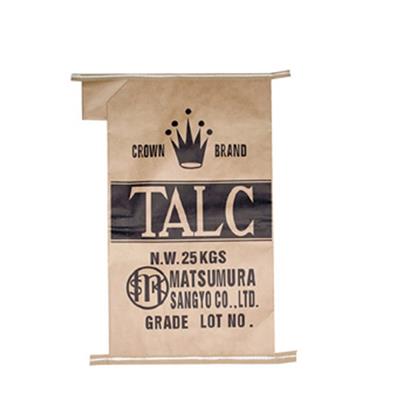 CROWN BRAND
TALC
N.W. 25 KGS
MATSUMURA
SANGYO CO.,LTD.
GRADE LOT NO.